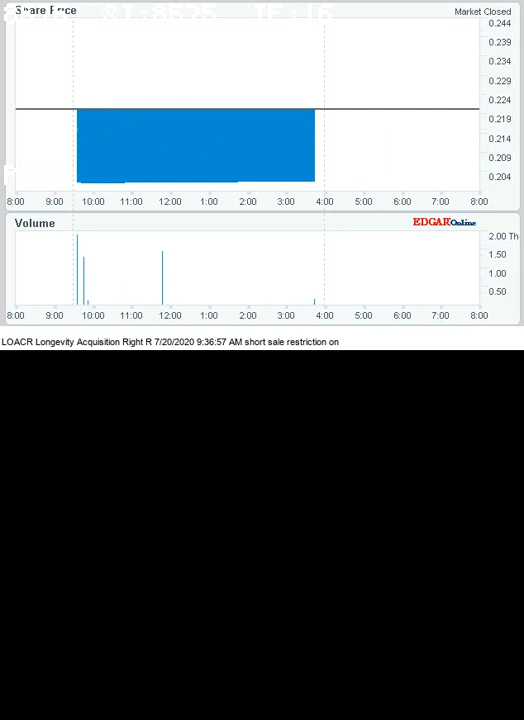 Share Price
Market Closed
0.244
0.239
0.234
0.229
0.224
0.219
0.214
0.209
0.204
8:00 9:00 10:00 11:00 12:00 1:00 2:00 3:00 4:00 5:00 6:00 7:00 8:00
Volume
EDGAR Online
2.00 Th
1.50
1.00
0.50
8:00 9:00 10:00 11:00 12:00 1:00 2:00 3:00 4:00 5:00 6:00 7:00 8:00
LOACR Longevity Acquisition Right R 7/20/2020 9:36:57 AM short sale restriction on